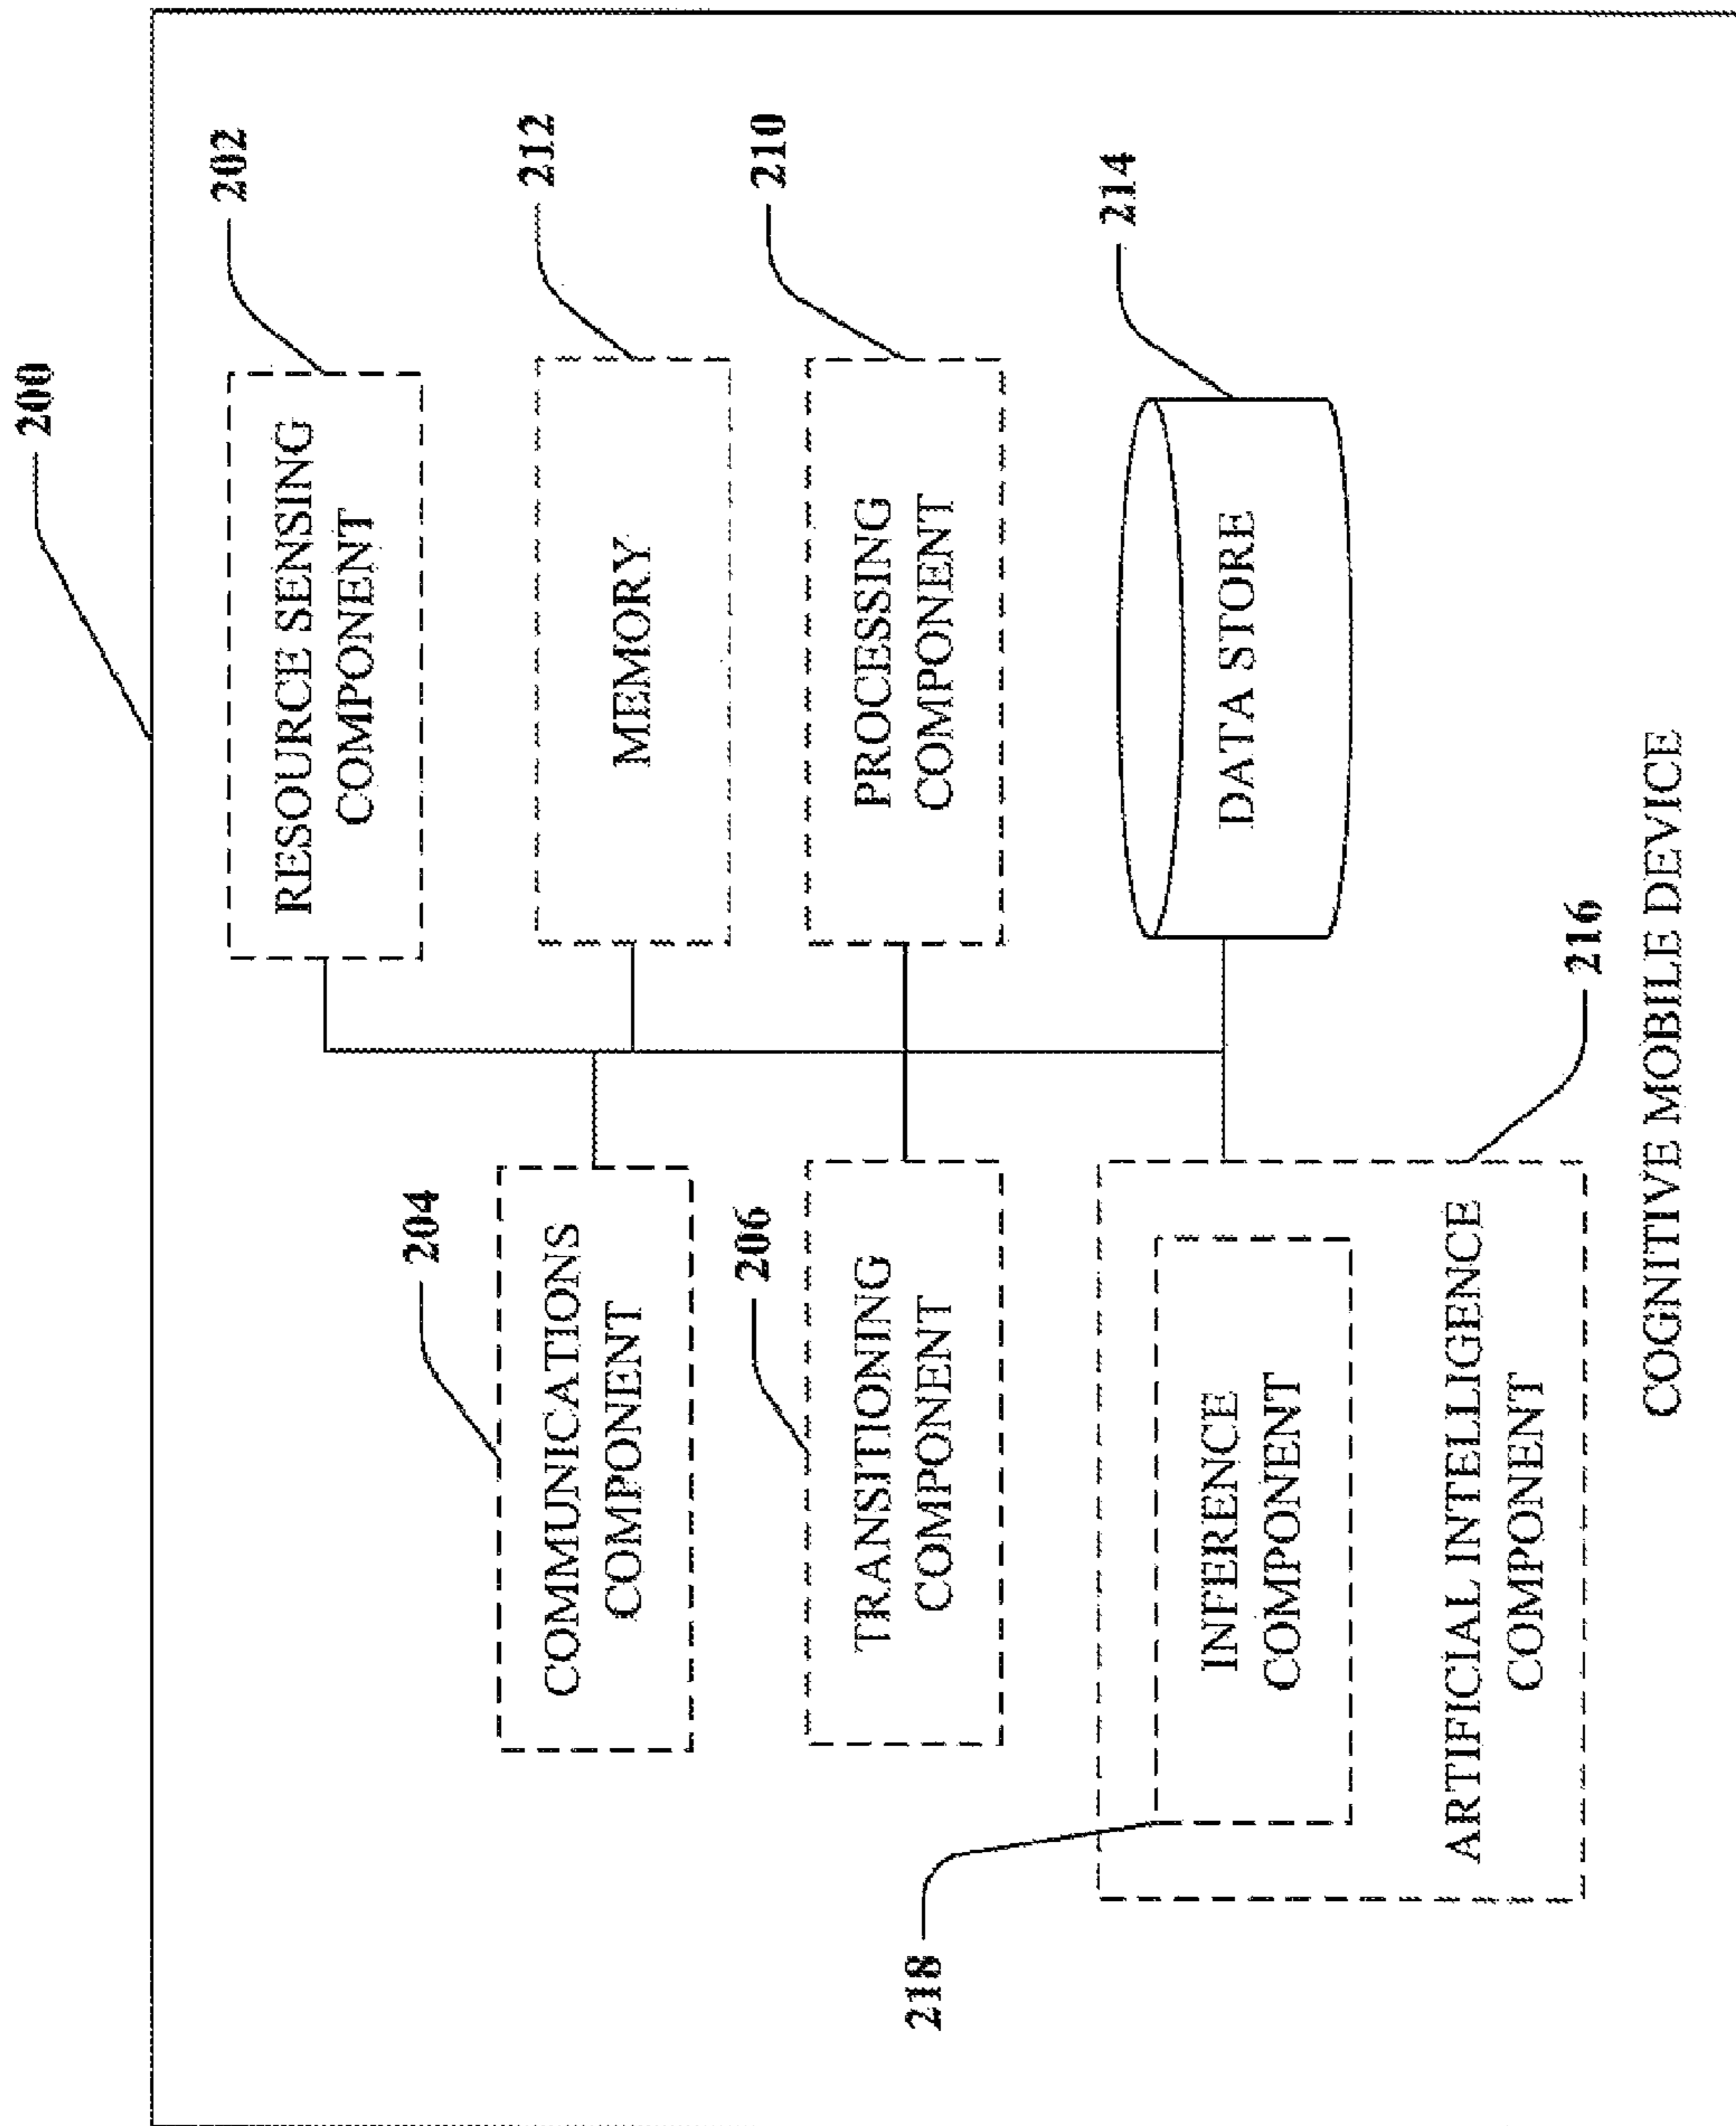 200
RESOURCE SENSING
COMPONENT
202
204
COMMUNICATIONS
COMPONENT
MEMORY
212
206
TRANSITIONING
COMPONENT
PROCESSING
COMPONENT
210
218
INFERENCE
COMPONENT
ARTIFICIAL INTELLIGENCE
COMPONENT
216
DATA STORE
214
COGNITIVE MOBILE DEVICE